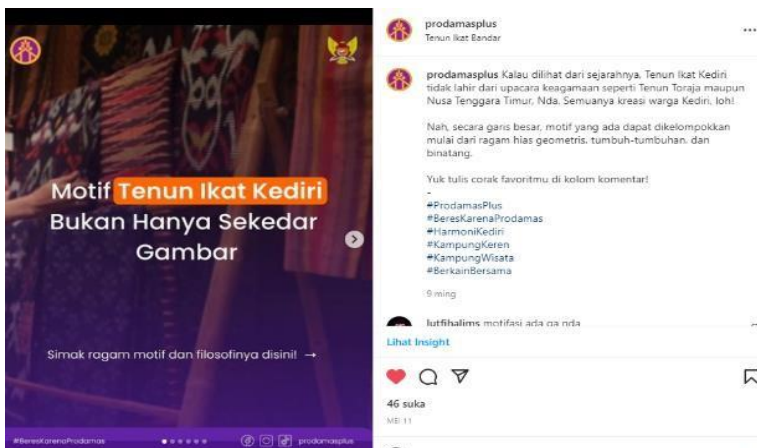 Motif Tenun Ikat Kediri
Bukan Hanya Sekedar
Gambar
Simak ragam motif dan filosofinya disini! →
#BeresKarenaProdamas
prodamasplus
prodamasplus
Tenun Ikat Bandar
prodamasplus Kalau dilihat dari sejarahnya, Tenun Ikat Kediri
tidak lahir dari upacara keagamaan seperti Tenun Toraja maupun
Nusa Tenggara Timur, Nda. Semuanya kreasi warga Kediri, loh!
Nah, secara garis besar, motif yang ada dapat dikelompokkan
mulai dari ragam hias geometris, tumbuh-tumbuhan, dan
binatang.
Yuk tulis corak favoritmu di kolom komentar!
-
#ProdamasPlus
#BeresKarenaProdamas
#HarmoniKediri
#KampungKeren
#KampungWisata
#BerkainBersama
9 ming
lutfihalims motifasi ada ga nda
Lihat Insight
46 suka
MEI 11